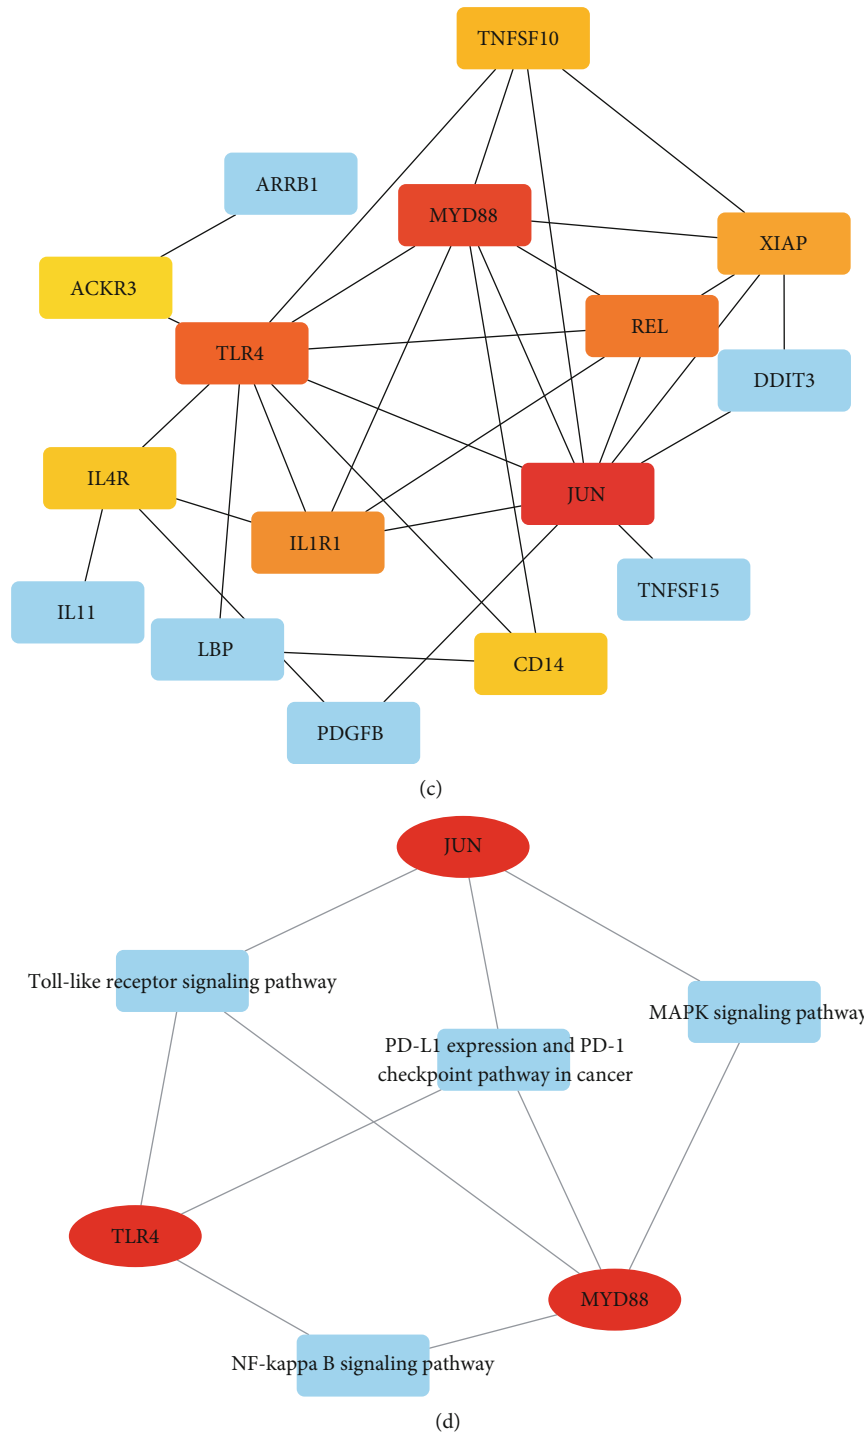 TNFSF10
ARRB1
MYD88
XIAP
ACKR3
REL
TLR4
DDIT3
IL4R
JUN
IL1R1
TNFSF15
IL11
LBP
CD14
PDGFB
(c)
JUN
Toll-like receptor signaling pathway
MAPK signaling pathway
PD-L1 expression and PD-1
checkpoint pathway in cancer
TLR4
MYD88
NF-kappa B signaling pathway
(d)